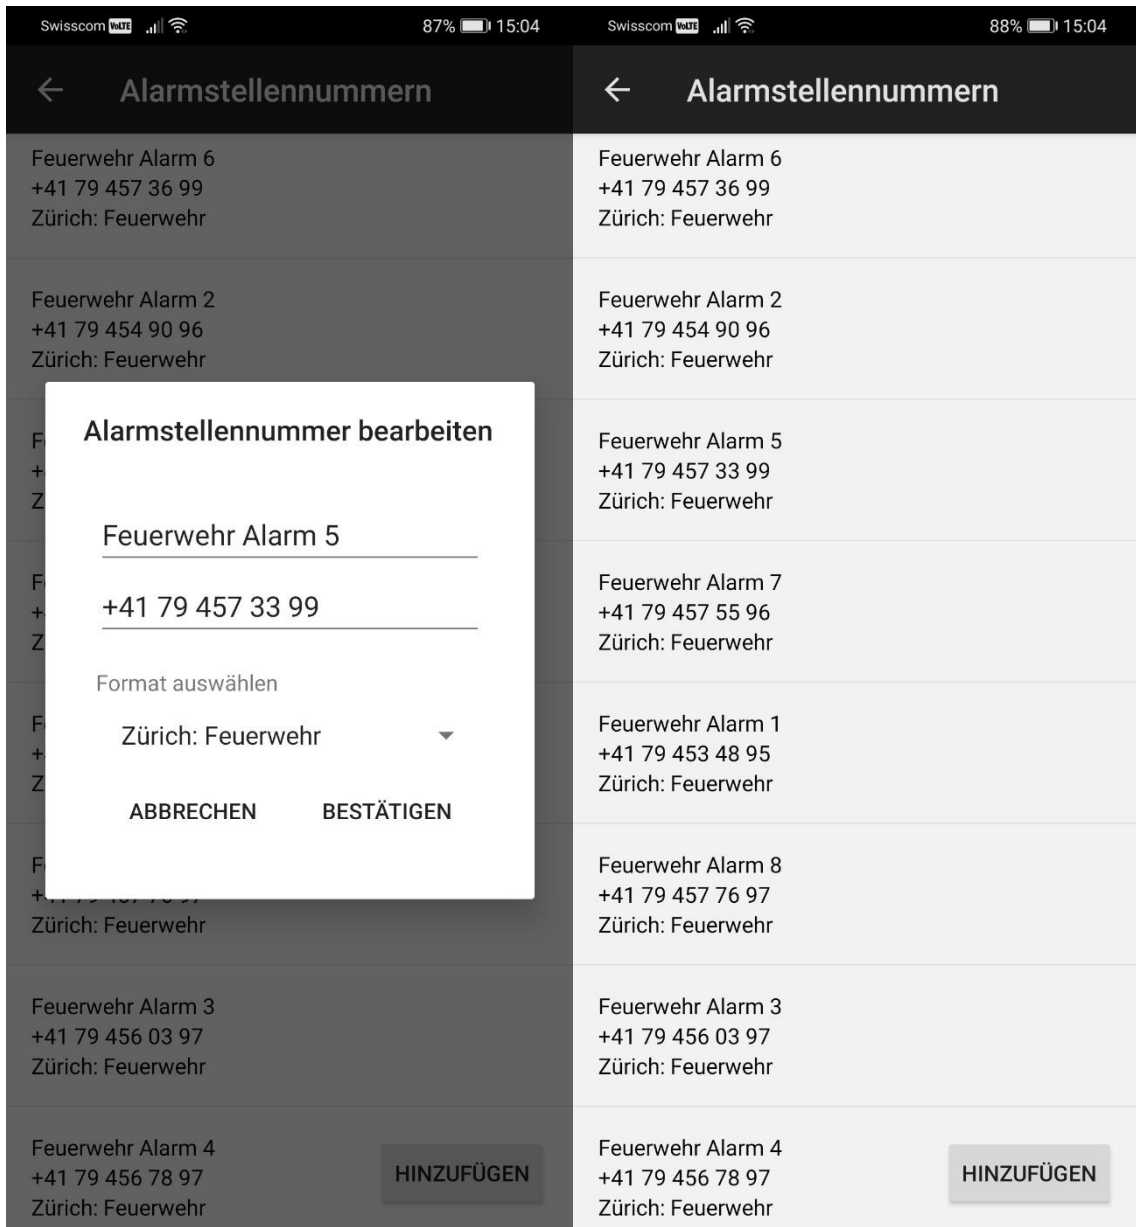 Swisscom VoLTE 87% 15:04
Alarmstellennummern
Feuerwehr Alarm 6
+41 79 457 36 99
Zürich: Feuerwehr
Feuerwehr Alarm 2
+41 79 454 90 96
Zürich: Feuerwehr
Alarmstellennummer bearbeiten
Feuerwehr Alarm 5
+41 79 457 33 99
Format auswählen
Zürich: Feuerwehr
ABBRECHEN BESTÄTIGEN
Zürich: Feuerwehr
Feuerwehr Alarm 3
+41 79 456 03 97
Zürich: Feuerwehr
Feuerwehr Alarm 4
+41 79 456 78 97
Zürich: Feuerwehr
HINZUFÜGEN
Swisscom VoLTE 88% 15:04
Alarmstellennummern
Feuerwehr Alarm 6
+41 79 457 36 99
Zürich: Feuerwehr
Feuerwehr Alarm 2
+41 79 454 90 96
Zürich: Feuerwehr
Feuerwehr Alarm 5
+41 79 457 33 99
Zürich: Feuerwehr
Feuerwehr Alarm 7
+41 79 457 55 96
Zürich: Feuerwehr
Feuerwehr Alarm 1
+41 79 453 48 95
Zürich: Feuerwehr
Feuerwehr Alarm 8
+41 79 457 76 97
Zürich: Feuerwehr
Feuerwehr Alarm 3
+41 79 456 03 97
Zürich: Feuerwehr
Feuerwehr Alarm 4
+41 79 456 78 97
Zürich: Feuerwehr
HINZUFÜGEN